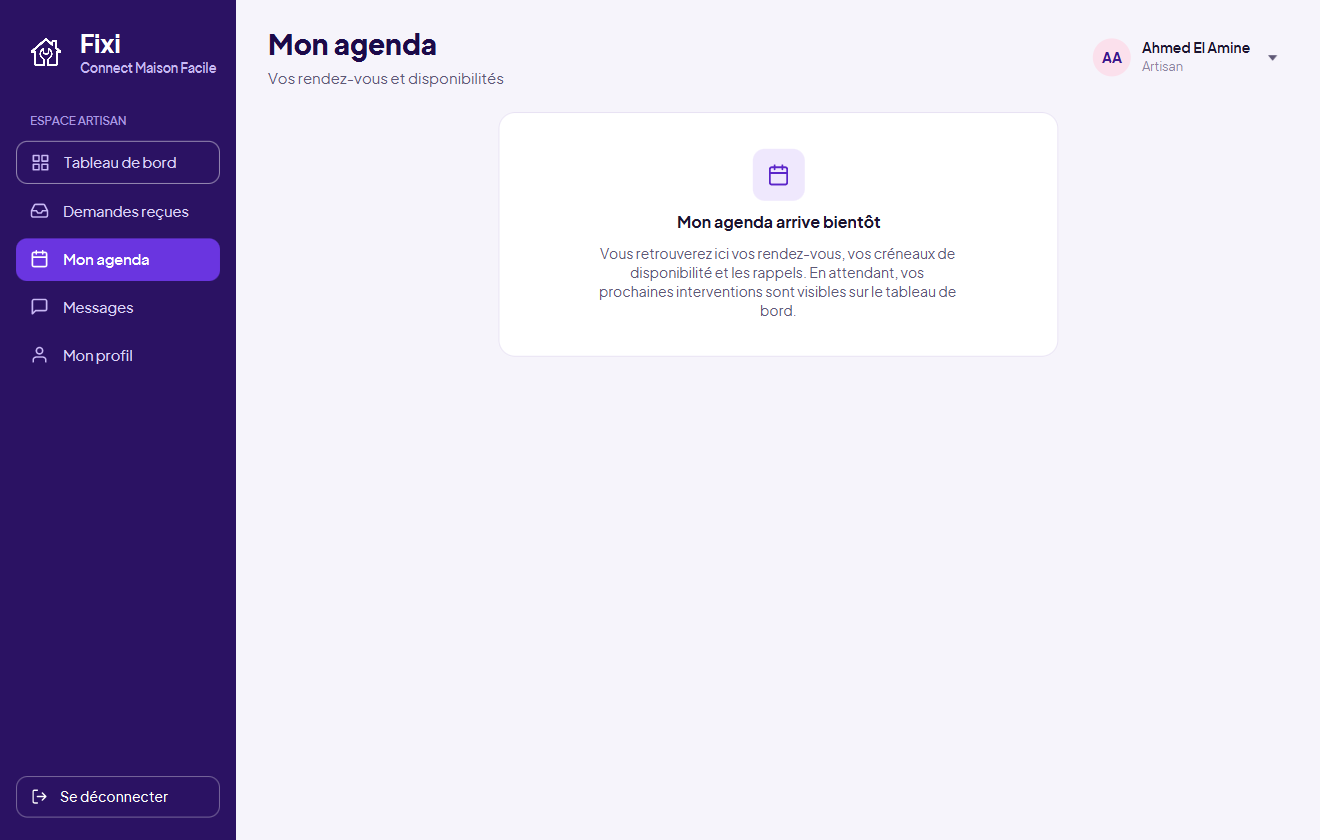 Fixi
Connect Maison Facile
ESPACE ARTISAN
Tableau de bord
Demandes reçues
Mon agenda
Messages
Mon profil
Se déconnecter
Mon agenda
Vos rendez-vous et disponibilités
AA
Ahmed El Amine
Artisan
Mon agenda arrive bientôt
Vous retrouverez ici vos rendez-vous, vos créneaux de
disponibilité et les rappels. En attendant, vos
prochaines interventions sont visibles sur le tableau de
bord.